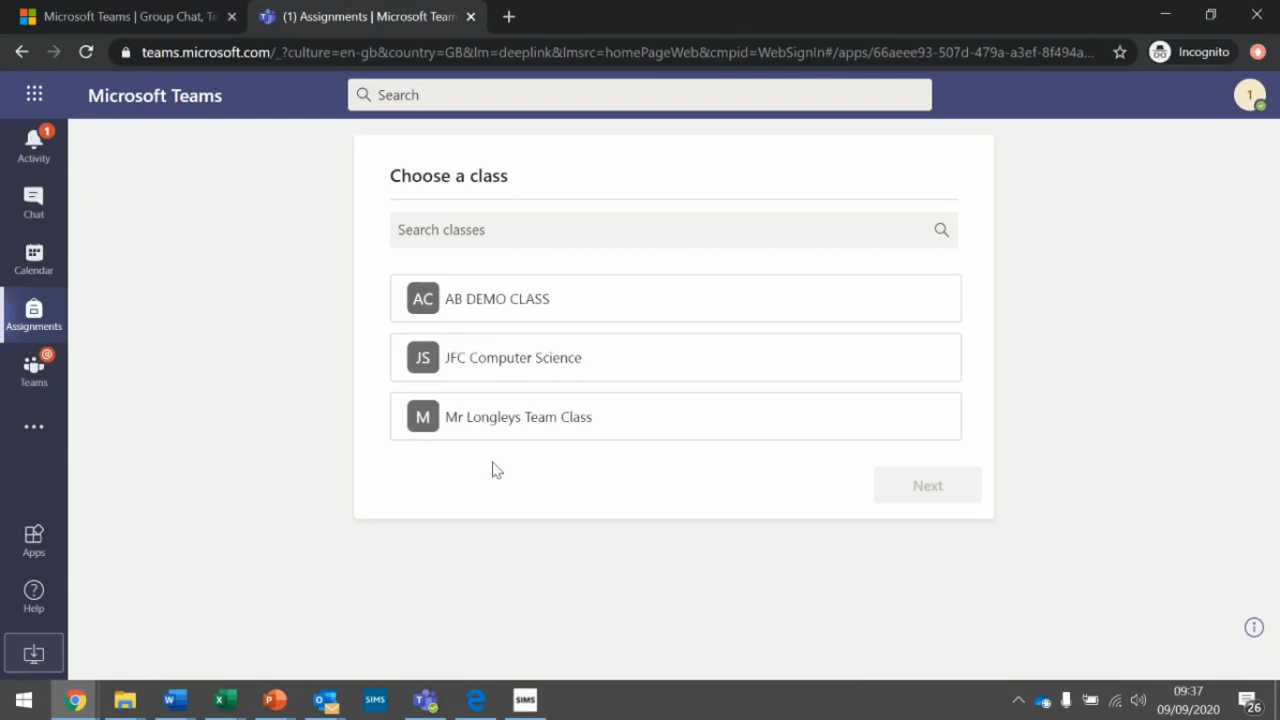 Microsoft Teams | Group Chat, Te
(1) Assignments | Microsoft Team
teams.microsoft.com/_?culture=en-gb&country=GB&lm=deeplink&lmsrc=homePageWeb&cmpid=WebSignIn#/apps/66aeee93-507d-479a-a3ef-8f494a...
Incognito
Microsoft Teams
Search
1
1
Activity
Chat
Calendar
Assignments
@
Teams
Apps
Help
Choose a class
Search classes
AC AB DEMO CLASS
JS JFC Computer Science
M Mr Longleys Team Class
Next
SIMS
SIMS
09:37
09/09/2020
26